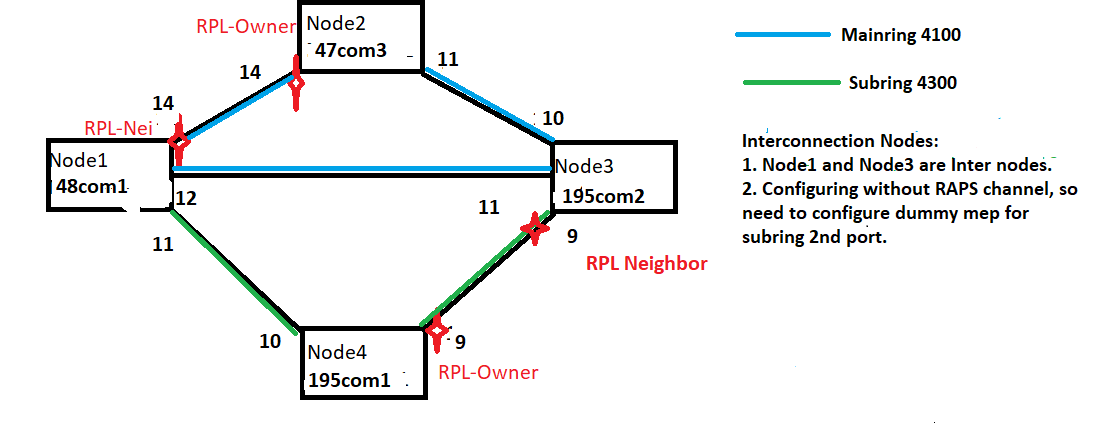 RPL-Owner
Node2
47com3
14
11
Mainring 4100
Subring 4300
14
RPL-Nei
10
Interconnection Nodes:
1. Node1 and Node3 are Inter nodes.
2. Configuring without RAPS channel, so
need to configure dummy mep for
subring 2nd port.
Node1
48com1
Node3
195com2
12
11
11
9
RPL Neighbor
10
9
Node4
195com1
RPL-Owner